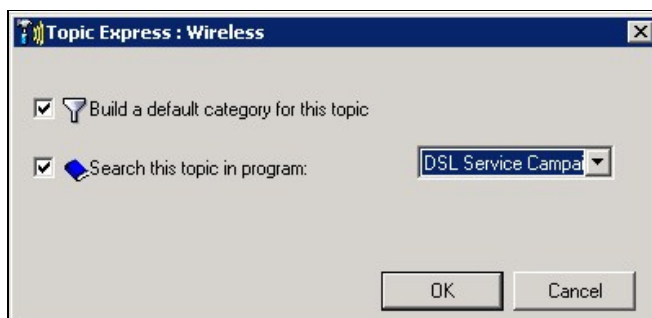 Topic Express : Wireless
Build a default category for this topic
Search this topic in program:
DSL Service Campai
OK
Cancel